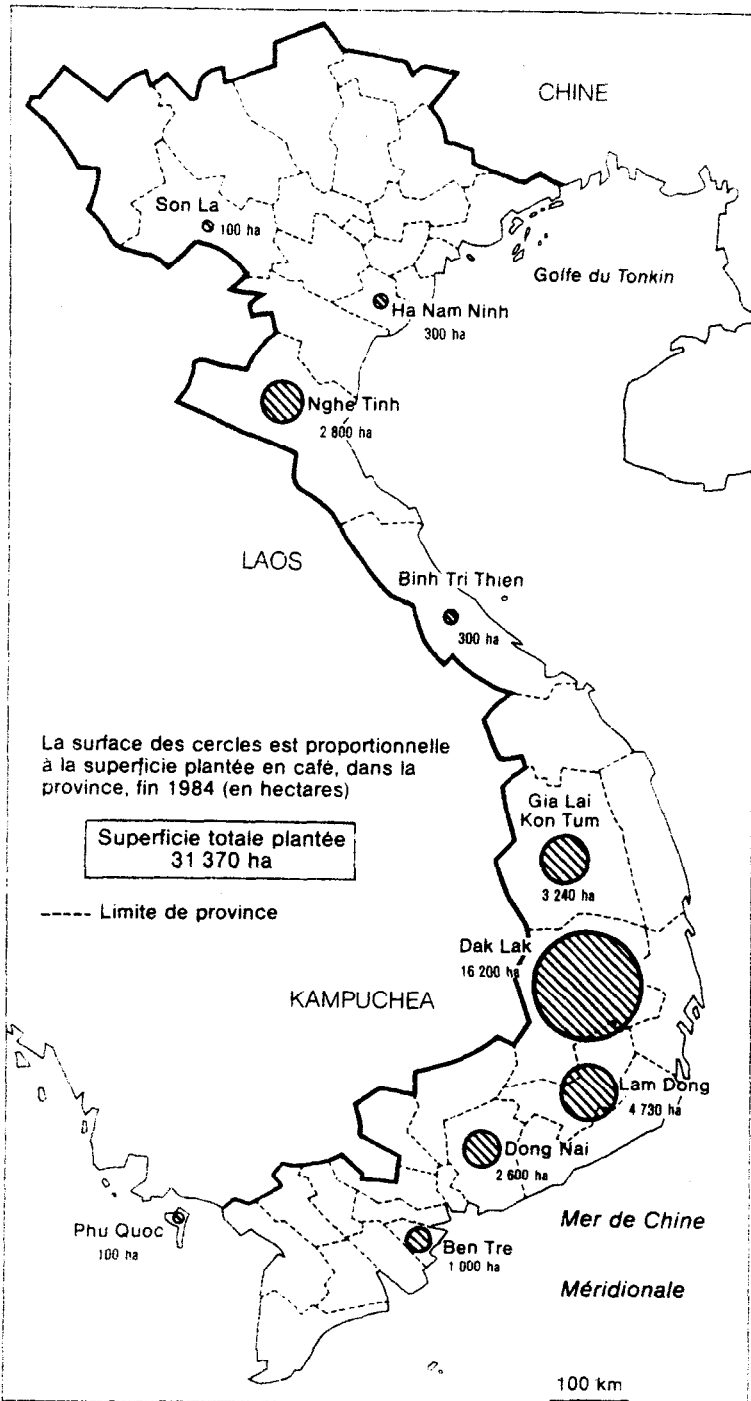 CHINE
Son La
100 ha
Golfe du Tonkin
Ha Nam Ninh
300 ha
Nghe Tinh
2 800 ha
LAOS
Binh Tri Thien
300 ha
La surface des cercles est proportionnelle
à la superficie plantée en café, dans la
province, fin 1984 (en hectares)
Superficie totale plantée
31 370 ha
Limite de province
Gia Lai
Kon Tum
3 240 ha
Dak Lak
16 200 ha
KAMPUCHEA
Lam Dong
4 730 ha
Dong Nai
2 600 ha
Phu Quoc
100 ha
Ben Tre
1 000 ha
Mer de Chine
Méridionale
100 km